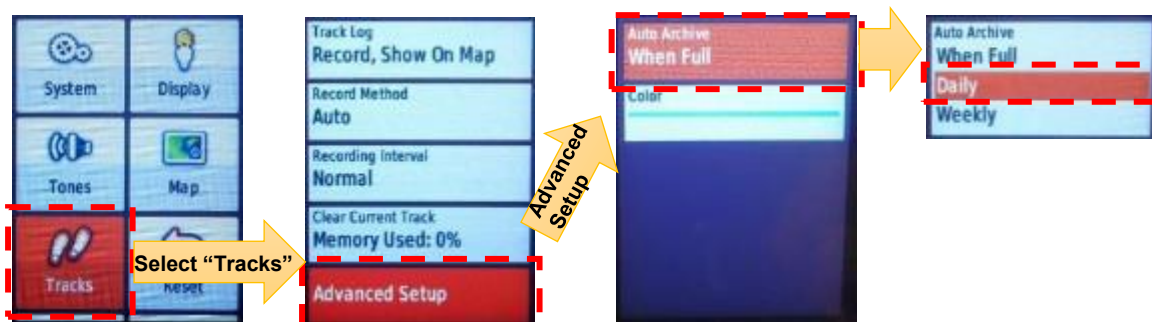 System
Display
Tones
Map
Tracks
Reset
Select “Tracks”
Track Log
Record, Show On Map
Record Method
Auto
Recording Interval
Normal
Clear Current Track
Memory Used: 0%
Advanced Setup
Advanced
Setup
Auto Archive
When Full
Color
Auto Archive
When Full
Daily
Weekly